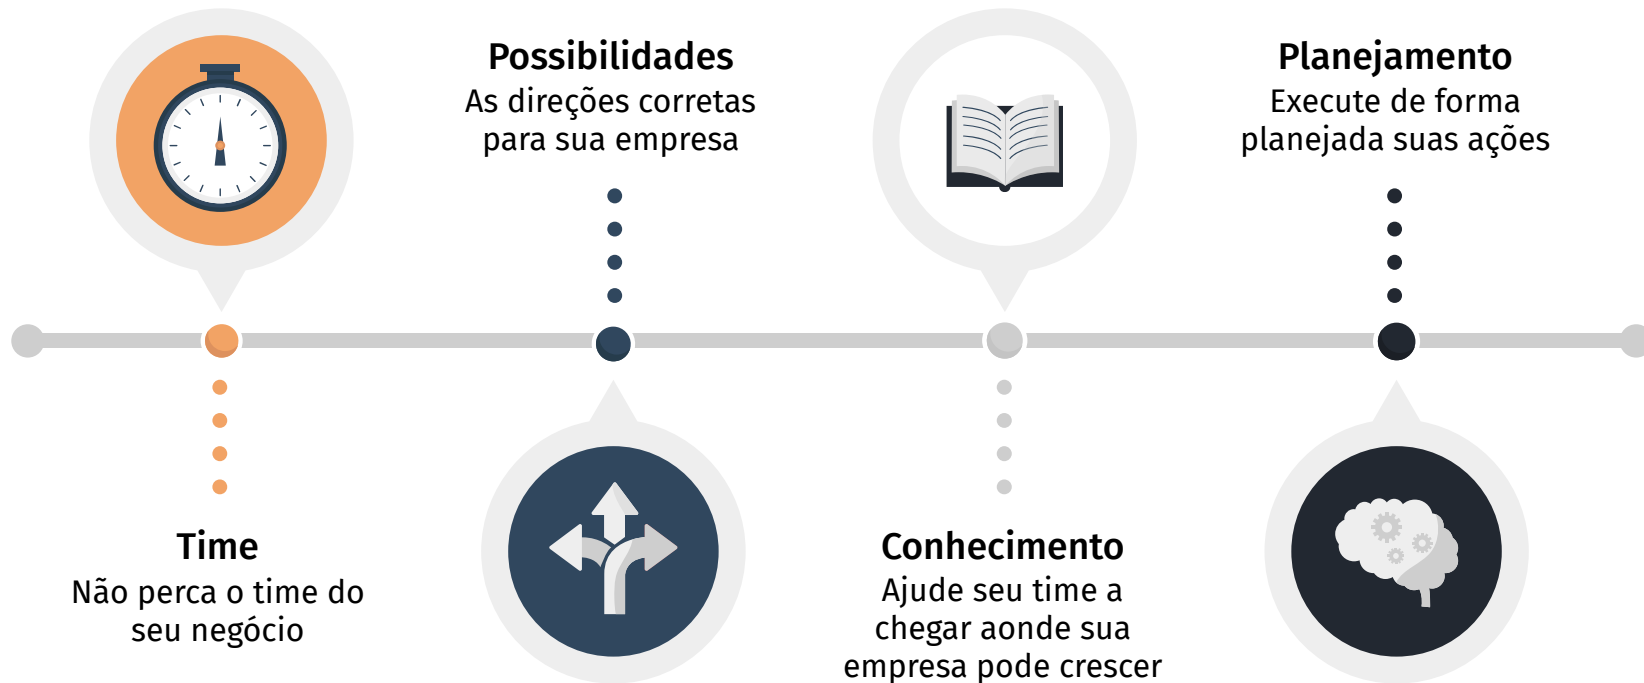 Time
Não perca o time do
seu negócio
Possibilidades
As direções corretas
para sua empresa
Conhecimento
Ajude seu time a
chegar aonde sua
empresa pode crescer
Planejamento
Execute de forma
planejada suas ações